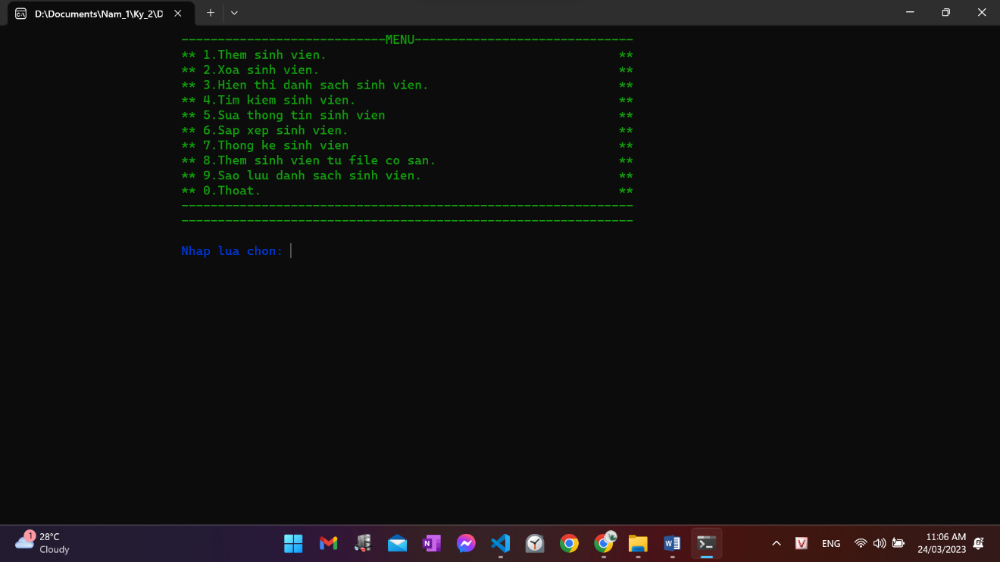 D:\Documents\Nam_1\Ky_2\D
----------------------------MENU------------------------------
** 1.Them sinh vien. **
** 2.Xoa sinh vien. **
** 3.Hien thi danh sach sinh vien. **
** 4.Tim kiem sinh vien. **
** 5.Sua thong tin sinh vien **
** 6.Sap xep sinh vien. **
** 7.Thong ke sinh vien **
** 8.Them sinh vien tu file co san. **
** 9.Sao luu danh sach sinh vien. **
** 0.Thoat. **
--------------------------------------------------------------
--------------------------------------------------------------
Nhap lua chon:
1
28°C
Cloudy
V
ENG
11:06 AM
24/03/2023